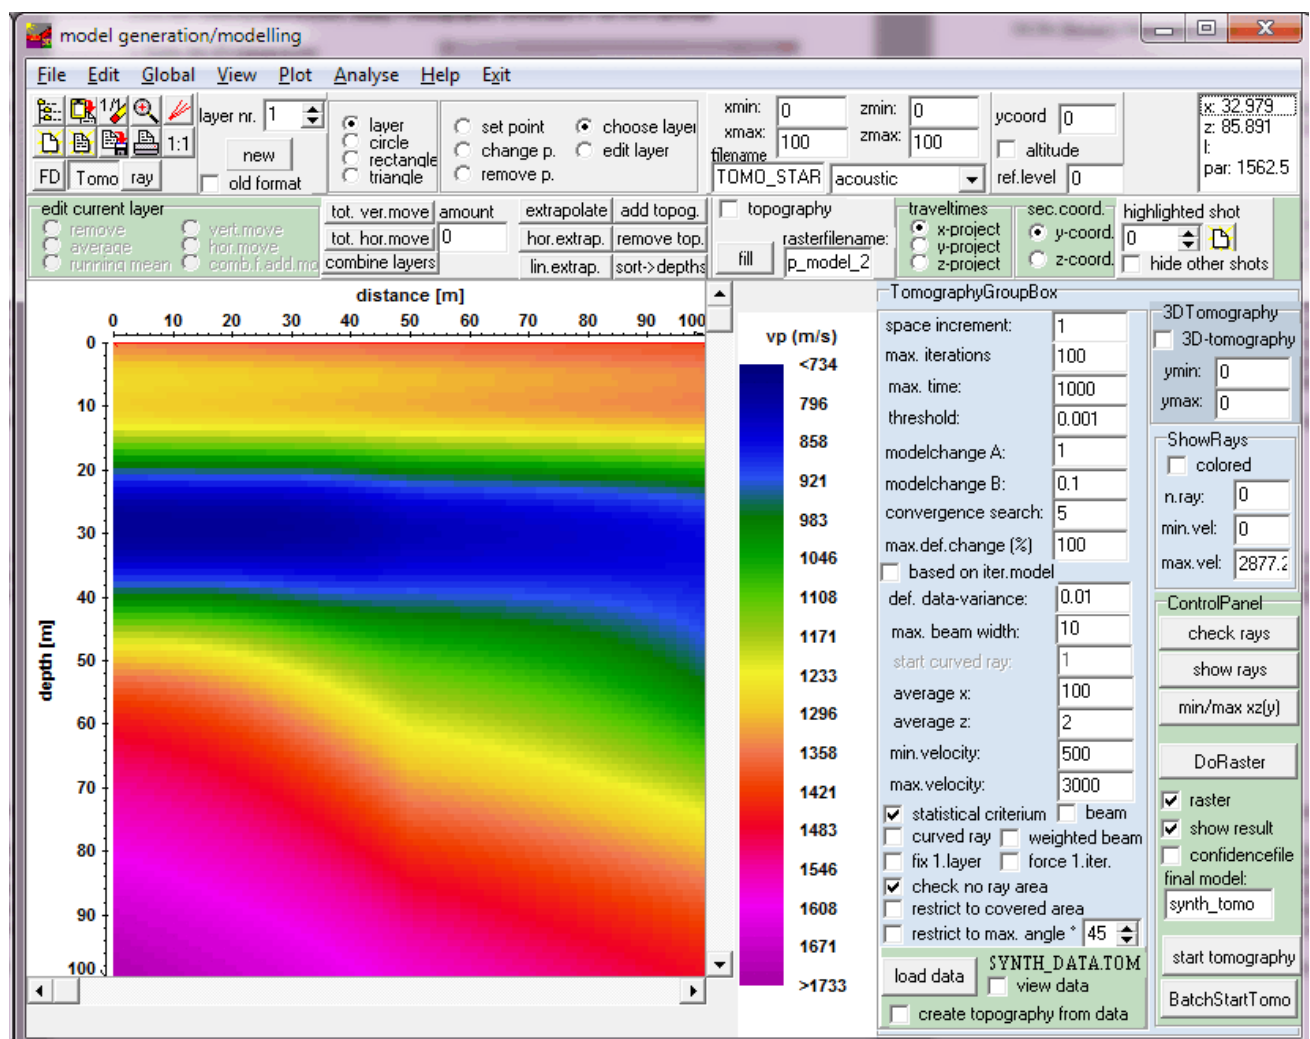 model generation/modelling
File Edit Global View Plot Analyse Help Exit
layer nr. 1
new
old format
1:1
FD Tomo ray
layer
circle
rectangle
triangle
set point
change p.
remove p.
choose layer
edit layer
xmin: 0 zmin: 0
xmax: 100 zmax: 100
filename
TOMO_STAR acoustic
ycoord 0
altitude
ref.level 0
x: 32.979
z: 85.891
l:
par: 1562.5
edit current layer
remove vert.move
average hor.move
running mean comb.f.add.mo
tot. ver.move amount
tot. hor.move 0
combine layers
extrapolate add topog.
hor.extrap. remove top.
lin.extrap. sort->depths
topography
rasterfilename:
fill p_model_2
traveltimes
x-project
y-project
z-project
sec.coord.
y-coord.
z-coord.
highlighted shot
0
hide other shots
distance [m]
0 10 20 30 40 50 60 70 80 90 100
depth [m]
0
10
20
30
40
50
60
70
80
90
100
vp (m/s)
<734
796
858
921
983
1046
1108
1171
1233
1296
1358
1421
1483
1546
1608
1671
>1733
TomographyGroupBox
space increment: 1
max. iterations 100
max. time: 1000
threshold: 0.001
modelchange A: 1
modelchange B: 0.1
convergence search: 5
max.def.change (%) 100
based on iter.model
def. data-variance: 0.01
max. beam width: 10
start curved ray: 1
average x: 100
average z: 2
min.velocity: 500
max.velocity: 3000
statistical criterium beam
curved ray weighted beam
fix 1.layer force 1.iter.
check no ray area
restrict to covered area
restrict to max. angle ° 45
load data SYNTH_DATA.TOM
view data
create topography from data
3DTomography
3D-tomography
ymin: 0
ymax: 0
ShowRays
colored
n.ray: 0
min.vel: 0
max.vel: 2877.2
ControlPanel
check rays
show rays
min/max xz(y)
DoRaster
raster
show result
confidencefile
final model:
synth_tomo
start tomography
BatchStartTomo